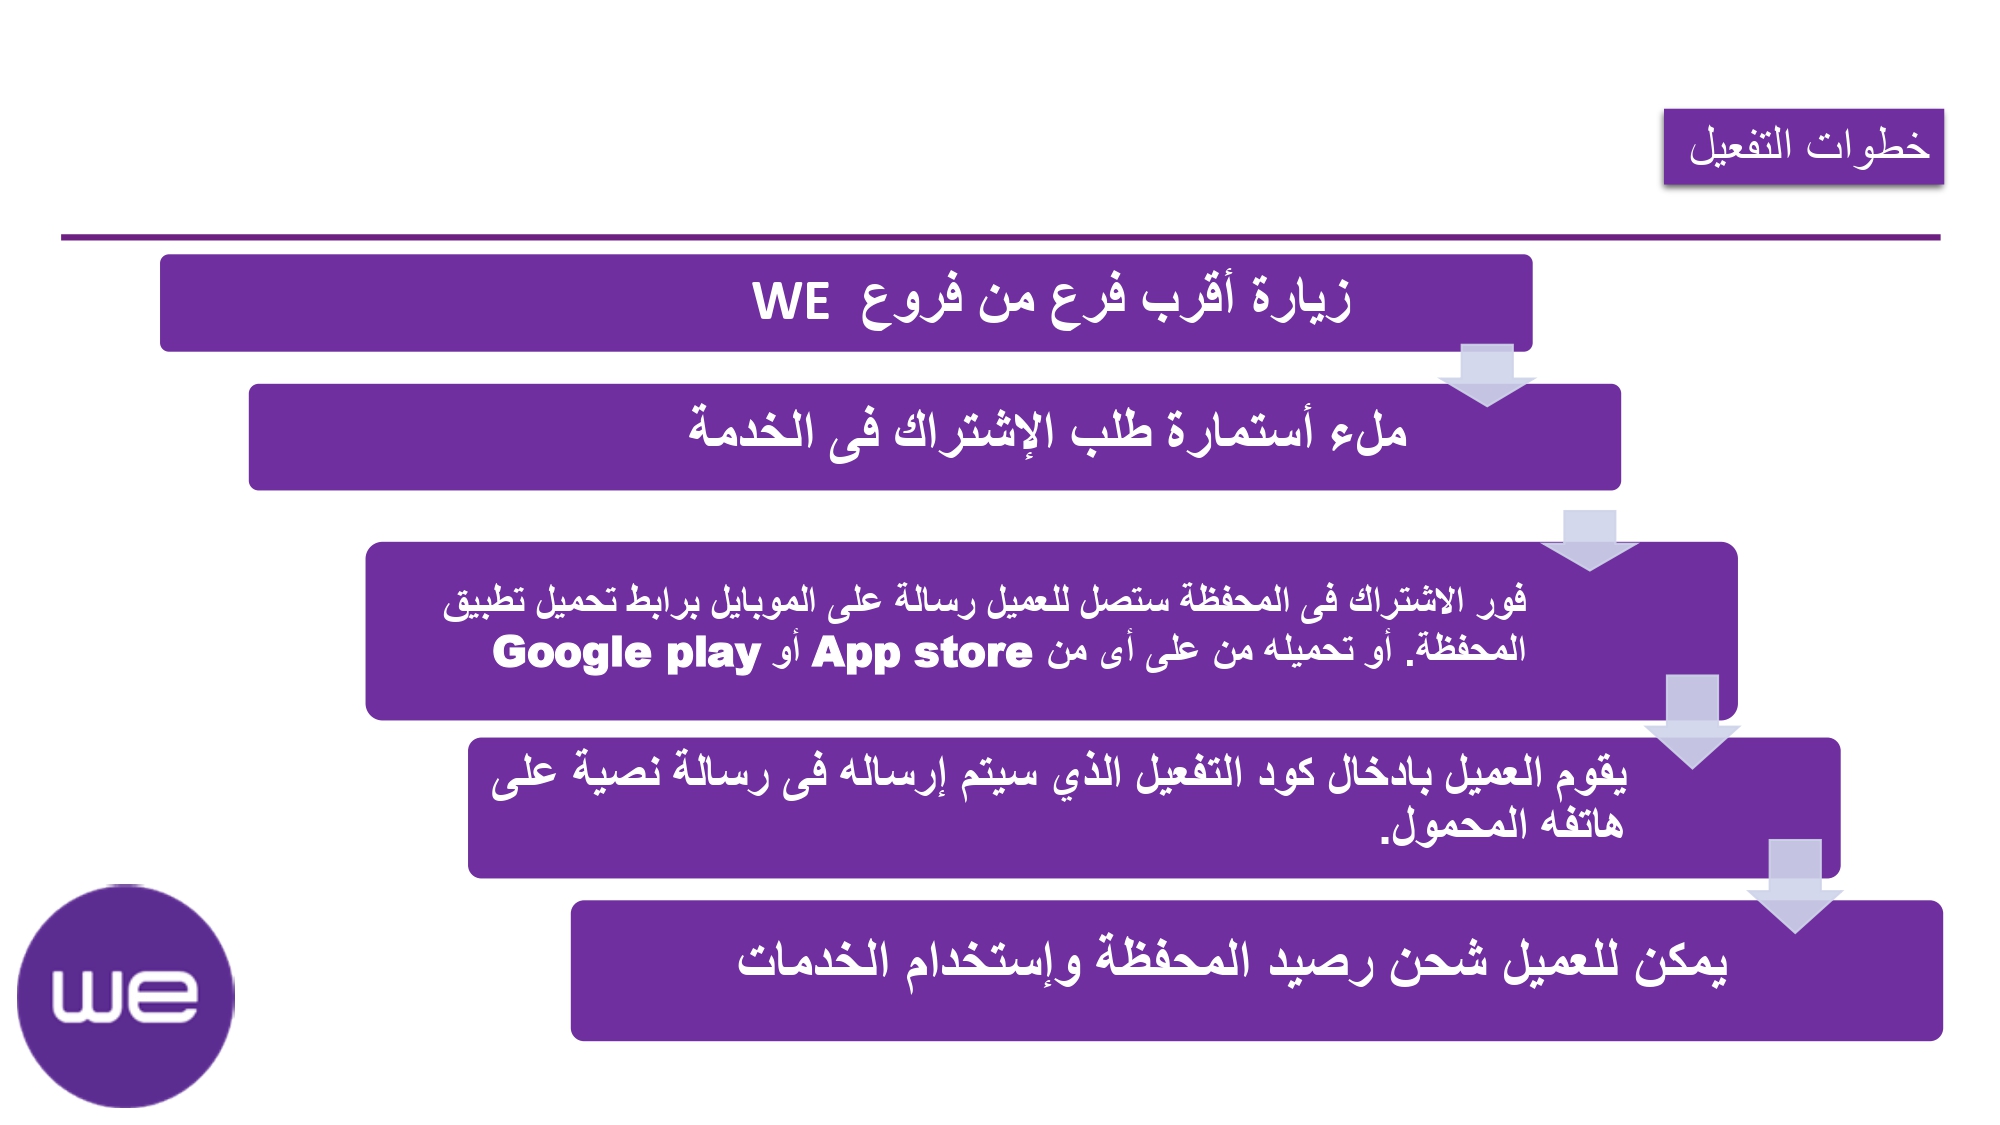 خطوات التفعيل
زيارة أقرب فرع من فروع WE
ملء أستمارة طلب الإشتراك فى الخدمة
فور الاشتراك فى المحفظة ستصل للعميل رسالة على الموبايل برابط تحميل تطبيق
المحفظة. أو تحميله من على أى من App store أو Google play
يقوم العميل بادخال كود التفعيل الذي سيتم إرساله فى رسالة نصية على
هاتفه المحمول.
يمكن للعميل شحن رصيد المحفظة وإستخدام الخدمات
we